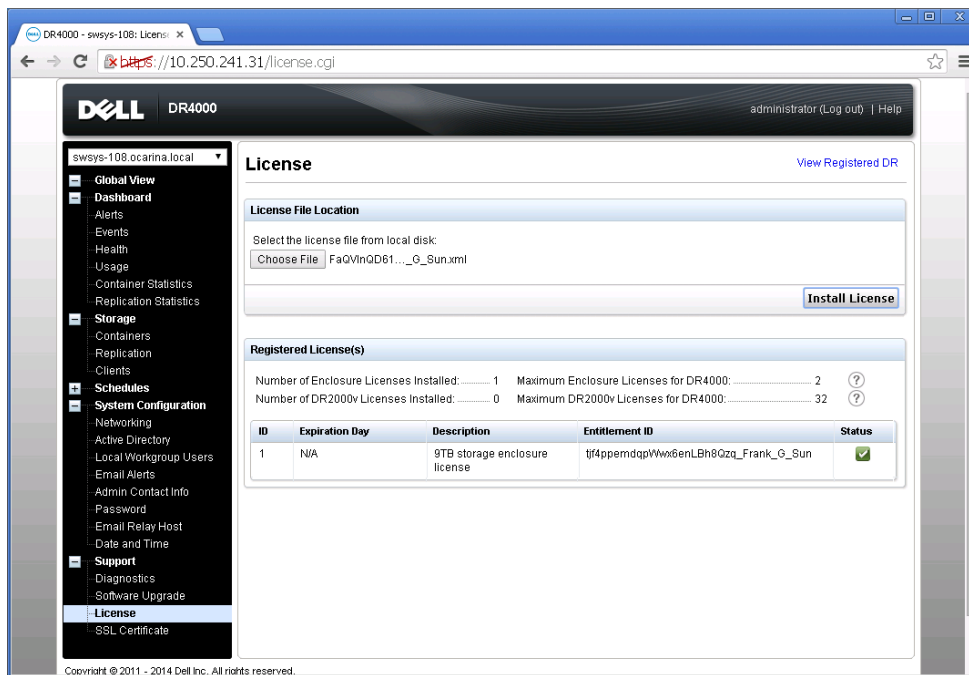 DR4000 - swsys-108: License
https://10.250.241.31/license.cgi
DELL DR4000
administrator (Log out) | Help
swsys-108.ocarina.local
Global View
Dashboard
Alerts
Events
Health
Usage
Container Statistics
Replication Statistics
Storage
Containers
Replication
Clients
Schedules
System Configuration
Networking
Active Directory
Local Workgroup Users
Email Alerts
Admin Contact Info
Password
Email Relay Host
Date and Time
Support
Diagnostics
Software Upgrade
License
SSL Certificate
License
View Registered DR
License File Location
Select the license file from local disk:
Choose File FaQVlnQD61..._G_Sun.xml
Install License
Registered License(s)
Number of Enclosure Licenses Installed: 1 Maximum Enclosure Licenses for DR4000: 2 ?
Number of DR2000v Licenses Installed: 0 Maximum DR2000v Licenses for DR4000: 32 ?
ID Expiration Day Description Entitlement ID Status
1 N/A 9TB storage enclosure license tjf4ppemdqpWwx6enLBh8Qzq_Frank_G_Sun
Copyright © 2011 - 2014 Dell Inc. All rights reserved.